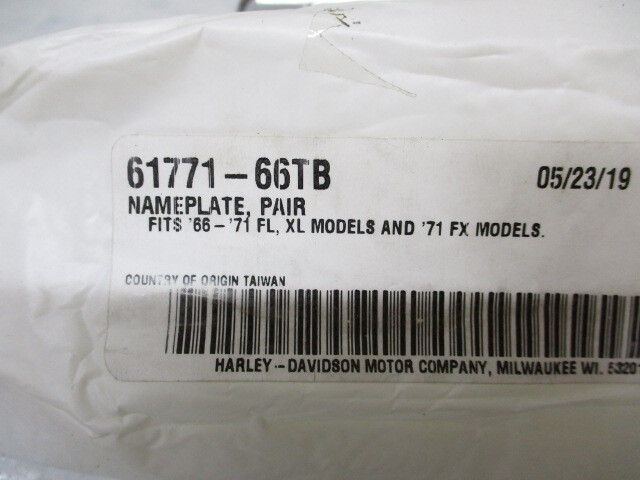 61771-66TB 05/23/19
NAMEPLATE, PAIR
FITS '66-'71 FL, XL MODELS AND '71 FX MODELS.
COUNTRY OF ORIGIN TAIWAN
HARLEY-DAVIDSON MOTOR COMPANY, MILWAUKEE WI. 53201